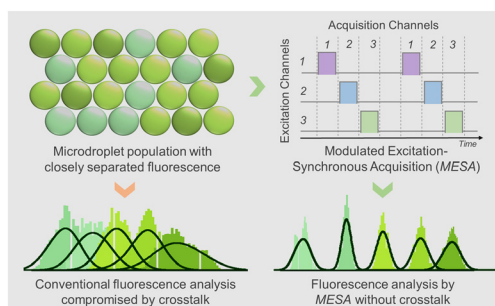 Acquisition Channels
1 2 3 1 2 3
Excitation Channels
1
2
3
Time
Microdroplet population with
closely separated fluorescence
Modulated Excitation-
Synchronous Acquisition (MESA)
Conventional fluorescence analysis
compromised by crosstalk
Fluorescence analysis by
MESA without crosstalk